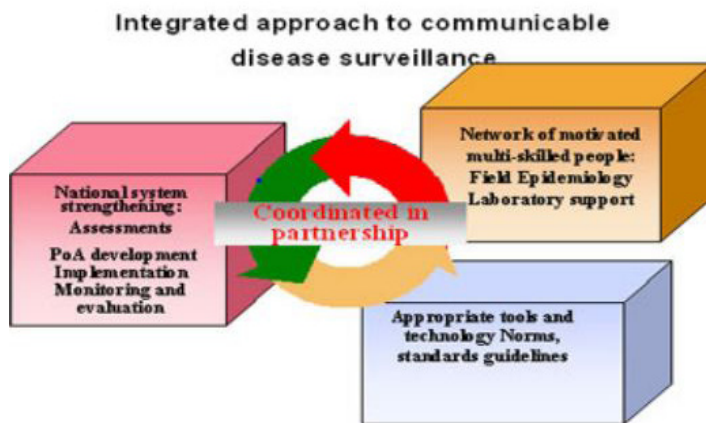 Integrated approach to communicable
disease surveillance
Network of motivated
multi-skilled people:
Field Epidemiology
Laboratory support
National system
strengthening:
Assessments
PoA development
Implementation
Monitoring and
evaluation
Coordinated in
partnership
Appropriate tools and
technology Norms,
standards guidelines